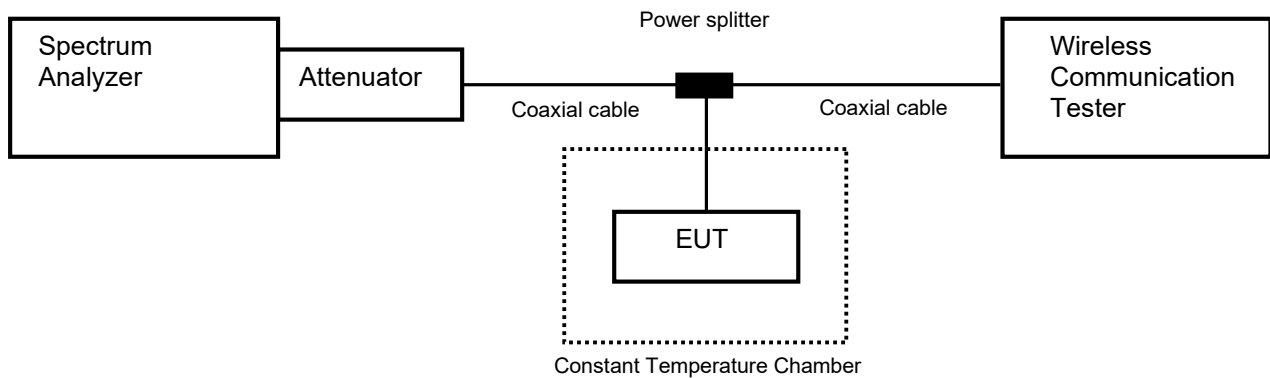 Power splitter
Spectrum
Analyzer
Attenuator
Wireless
Communication
Tester
Coaxial cable
Coaxial cable
EUT
Constant Temperature Chamber